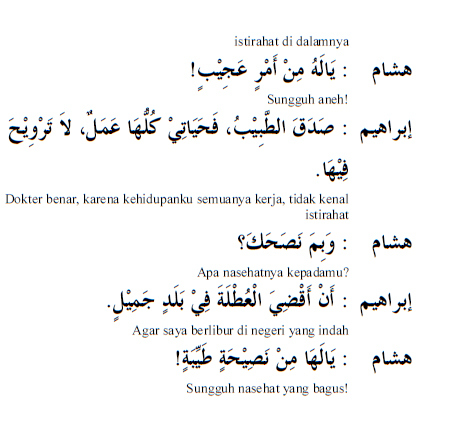 istirahat di dalamnya
هشام : يَالَهُ مِنْ أَمْرٍ عَجِيْبٍ!
Sungguh aneh!
إبراهيم : صَدَقَ الطَّبِيْبُ، فَحَيَاتِيْ كُلُّهَا عَمَلٌ، لاَ تَرْوِيْحَ
فِيْهَا.
Dokter benar, karena kehidupanku semuanya kerja, tidak kenal
istirahat
هشام : وَبِمَ نَصَحَكَ؟
Apa nasehatnya kepadamu?
إبراهيم : أَنْ أَقْضِيَ الْعُطْلَةَ فِيْ بَلَدٍ جَمِيْلٍ.
Agar saya berlibur di negeri yang indah
هشام : يَالَهَا مِنْ نَصِيْحَةٍ طَيِّبَةٍ!
Sungguh nasehat yang bagus!